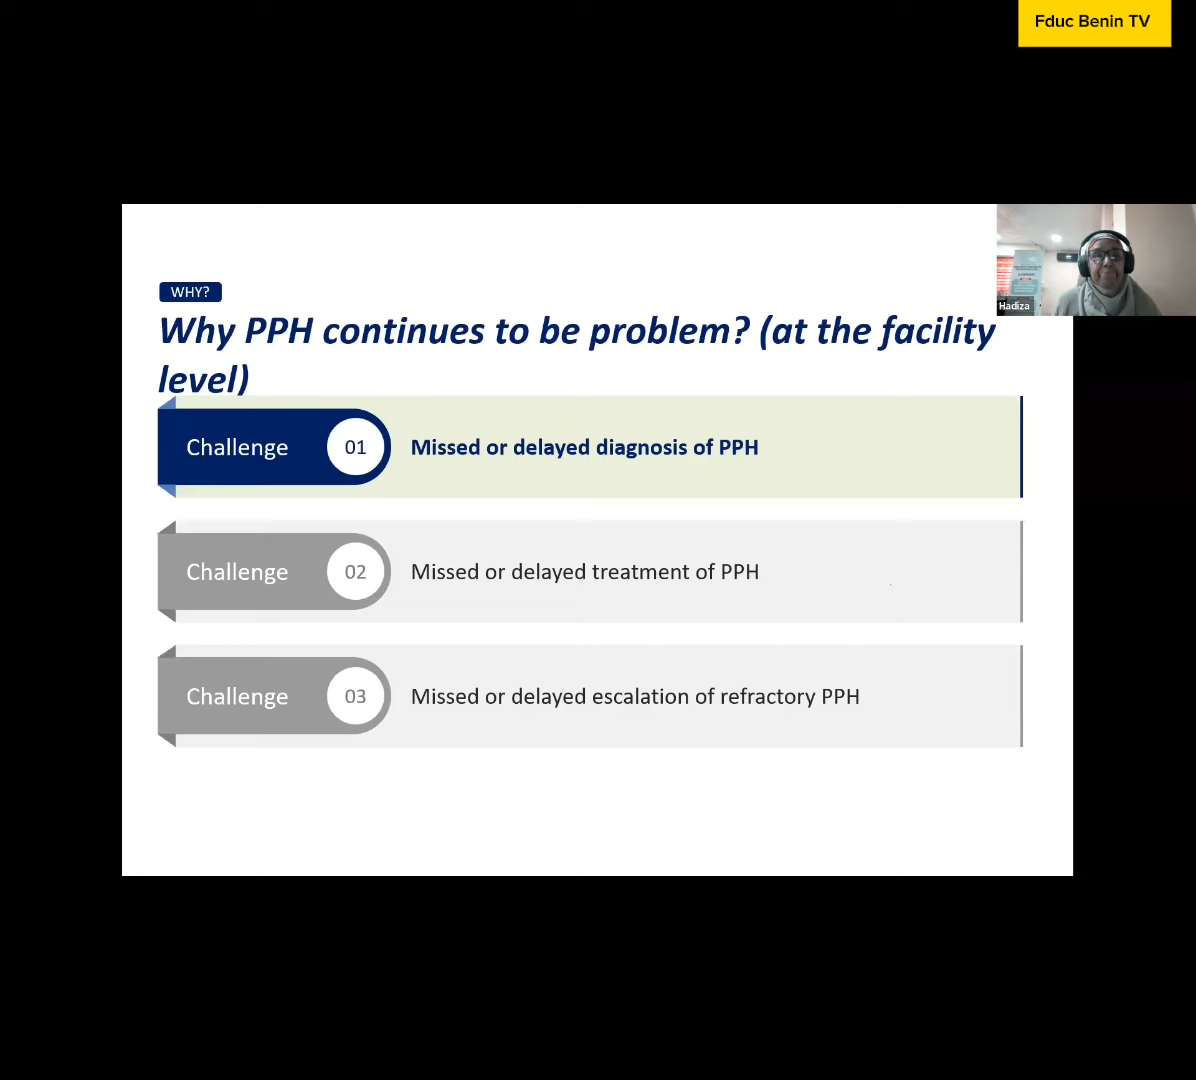 Fduc Benin TV
WHY?
Why PPH continues to be problem? (at the facility
level)
Challenge 01 Missed or delayed diagnosis of PPH
Challenge 02 Missed or delayed treatment of PPH
Challenge 03 Missed or delayed escalation of refractory PPH
Hadiza